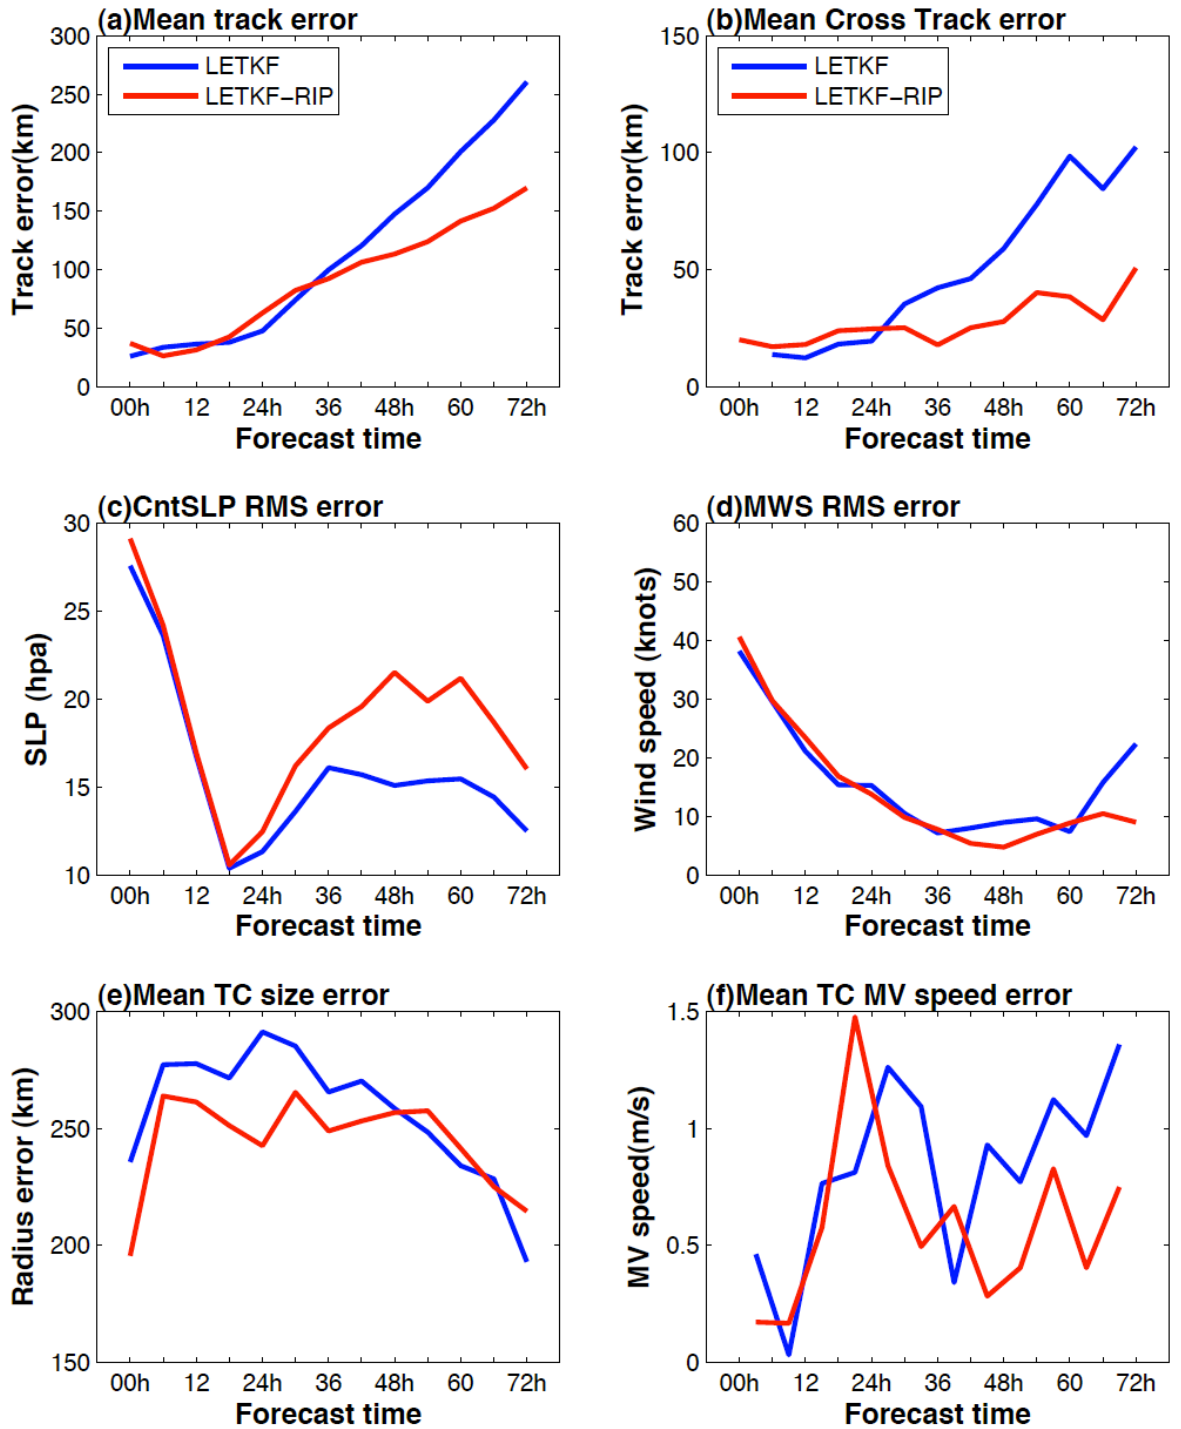 (a)Mean track error
300
250
200
150
100
50
0
Track error(km)
LETKF
LETKF-RIP
00h 12 24h 36 48h 60 72h
Forecast time
(b)Mean Cross Track error
150
100
50
0
Track error(km)
LETKF
LETKF-RIP
00h 12 24h 36 48h 60 72h
Forecast time
(c)CntSLP RMS error
30
25
20
15
10
SLP (hpa)
00h 12 24h 36 48h 60 72h
Forecast time
(d)MWS RMS error
60
50
40
30
20
10
0
Wind speed (knots)
00h 12 24h 36 48h 60 72h
Forecast time
(e)Mean TC size error
300
250
200
150
Radius error (km)
00h 12 24h 36 48h 60 72h
Forecast time
(f)Mean TC MV speed error
1.5
1
0.5
0
MV speed(m/s)
00h 12 24h 36 48h 60 72h
Forecast time